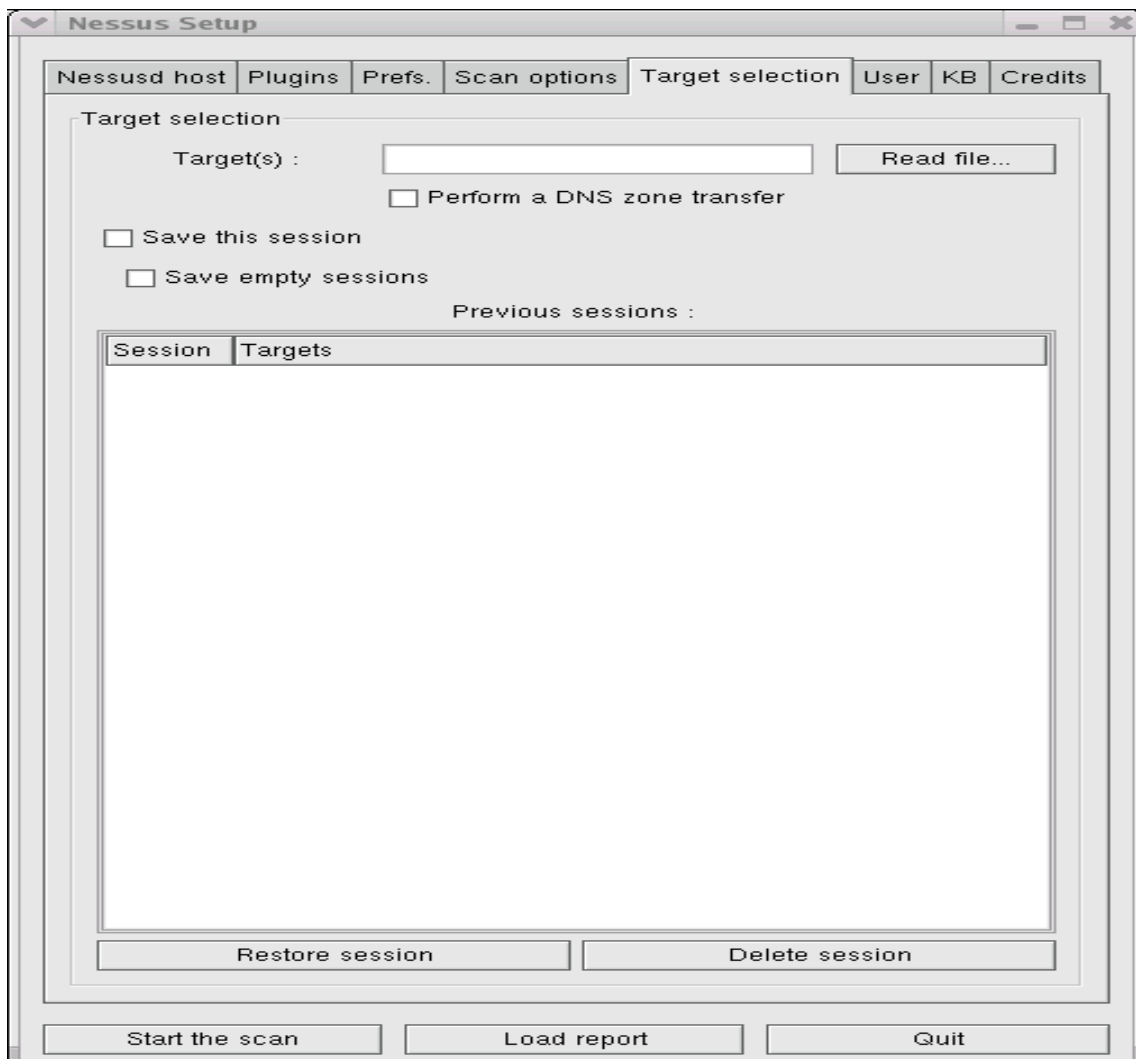 Nessus Setup
Nessusd host Plugins Prefs. Scan options Target selection User KB Credits
Target selection
Target(s) : Read file...
Perform a DNS zone transfer
Save this session
Save empty sessions
Previous sessions :
Session Targets
Restore session Delete session
Start the scan Load report Quit